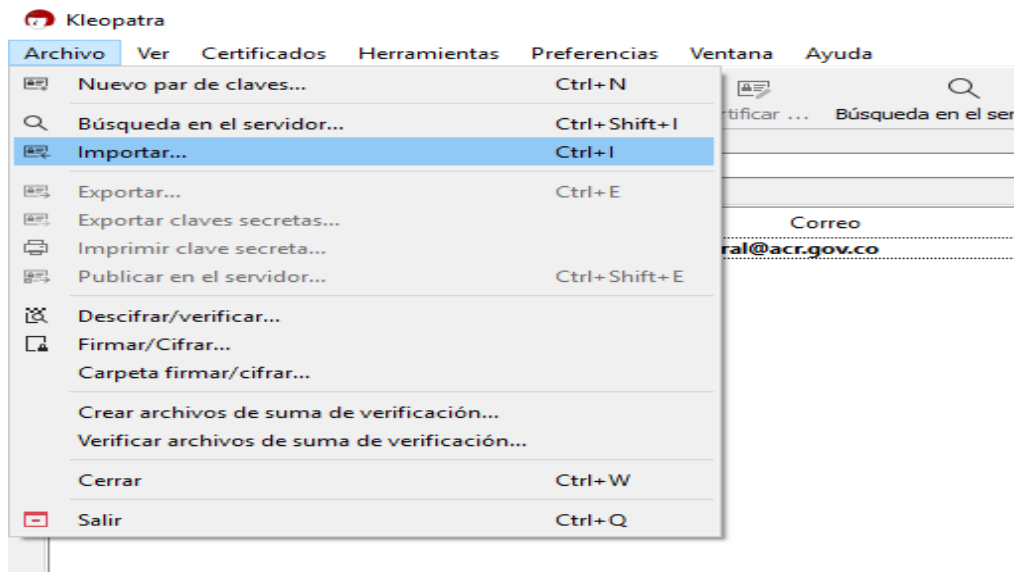 Kleopatra
Archivo Ver Certificados Herramientas Preferencias Ventana Ayuda
Nuevo par de claves... Ctrl+N
Búsqueda en el servidor... Ctrl+Shift+I
Importar... Ctrl+I
Exportar... Ctrl+E
Exportar claves secretas...
Imprimir clave secreta...
Publicar en el servidor... Ctrl+Shift+E
Descifrar/verificar...
Firmar/Cifrar...
Carpeta firmar/cifrar...
Crear archivos de suma de verificación...
Verificar archivos de suma de verificación...
Cerrar Ctrl+W
Salir Ctrl+Q
tificar ... Búsqueda en el ser
Correo
ral@acr.gov.co